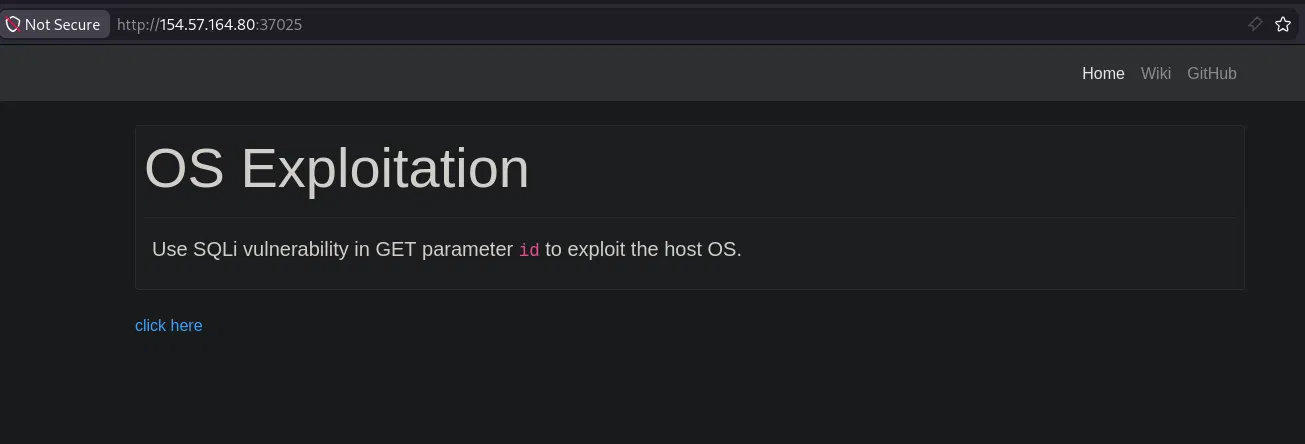 Not Secure http://154.57.164.80:37025
Home Wiki GitHub
OS Exploitation
Use SQLi vulnerability in GET parameter id to exploit the host OS.
click here